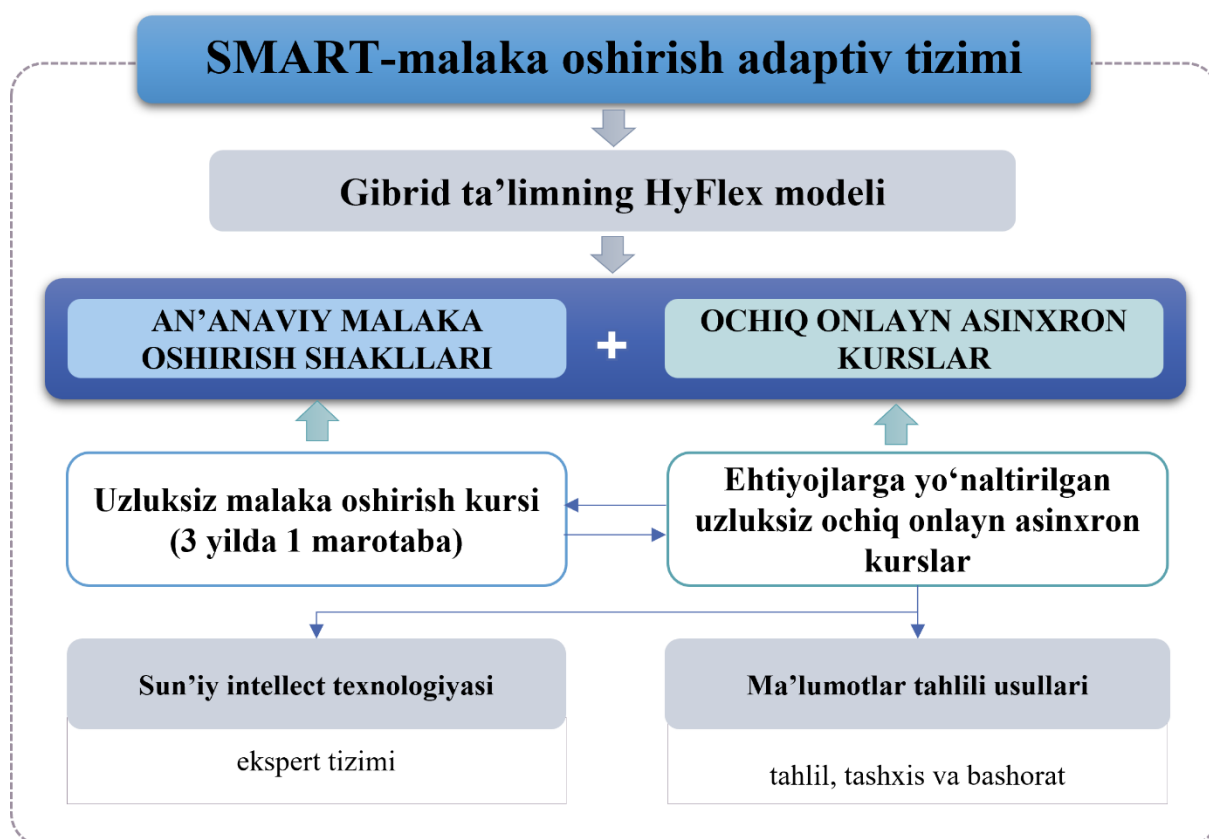 SMART-malaka oshirish adaptiv tizimi
Gibrid ta’limning HyFlex modeli
AN’ANAVIY MALAKA
OSHIRISH SHAKLLARI
+
OCHIQ ONLAYN ASINXRON
KURSLAR
Uzluksiz malaka oshirish kursi
(3 yilda 1 marotaba)
Ehtiyojlarga yo‘naltirilgan
uzluksiz ochiq onlayn asinxron
kurslar
Sun’iy intellect texnologiyasi
ekspert tizimi
Ma’lumotlar tahlili usullari
tahlil, tashxis va bashorat